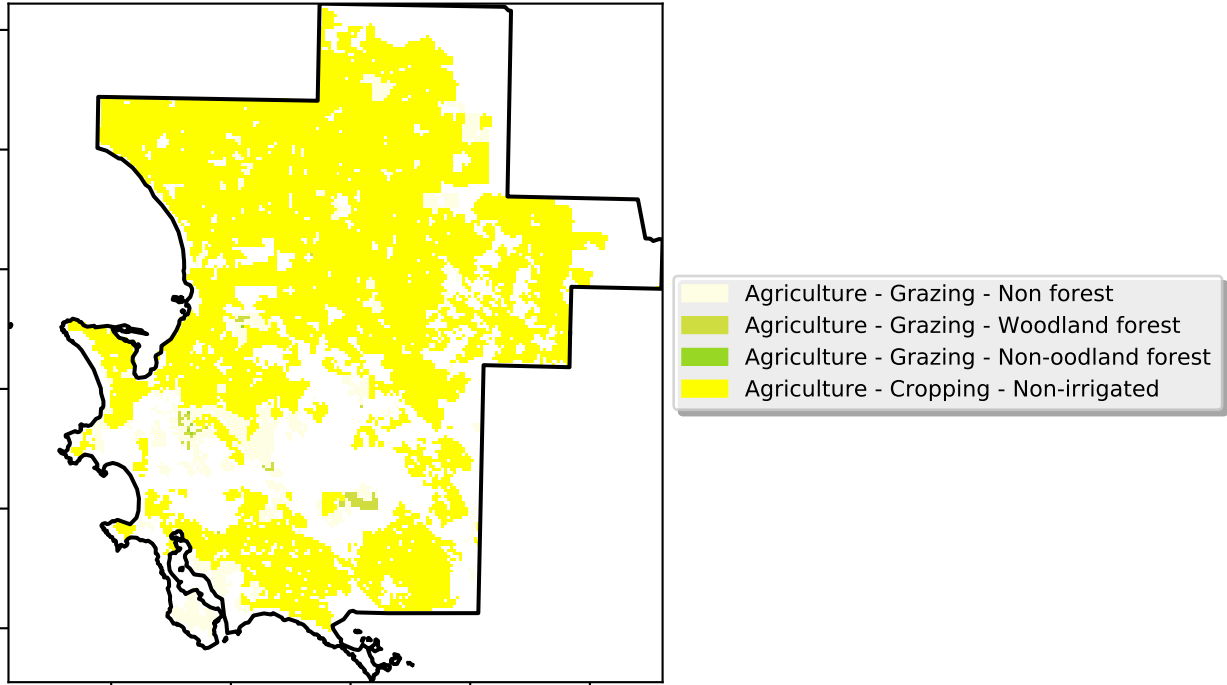 Agriculture - Grazing - Non forest
Agriculture - Grazing - Woodland forest
Agriculture - Grazing - Non-oodland forest
Agriculture - Cropping - Non-irrigated